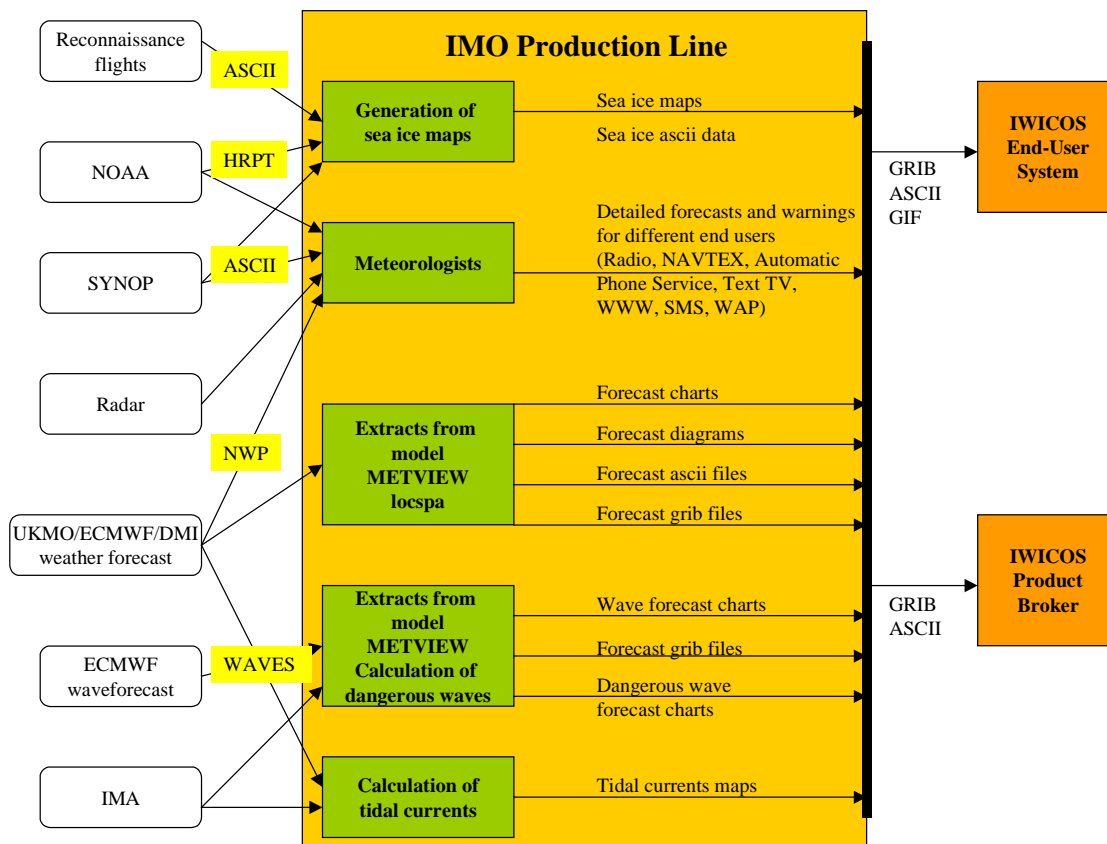 IMO Production Line
Reconnaissance
flights
NOAA
SYNOP
Radar
UKMO/ECMWF/DMI
weather forecast
ECMWF
waveforecast
IMA
ASCII
HRPT
ASCII
NWP
WAVES
Generation of
sea ice maps
Meteorologists
Extracts from
model
METVIEW
locspa
Extracts from
model
METVIEW
Calculation of
dangerous waves
Calculation of
tidal currents
Sea ice maps
Sea ice ascii data
Detailed forecasts and warnings
for different end users
(Radio, NAVTEX, Automatic
Phone Service, Text TV,
WWW, SMS, WAP)
Forecast charts
Forecast diagrams
Forecast ascii files
Forecast grib files
Wave forecast charts
Forecast grib files
Dangerous wave
forecast charts
Tidal currents maps
GRIB
ASCII
GIF
IWICOS
End-User
System
GRIB
ASCII
IWICOS
Product
Broker